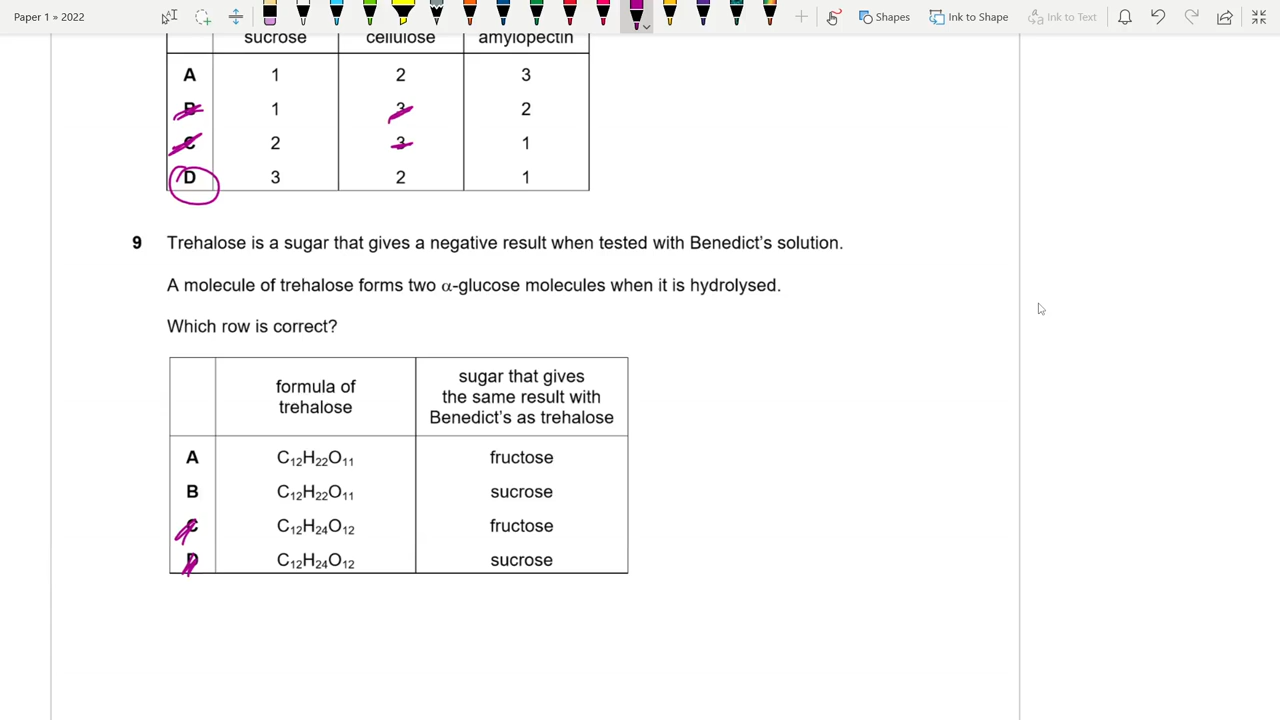 Paper 1 » 2022
Shapes
Ink to Shape
Ink to Text
sucrose cellulose amylopectin
A 1 2 3
B 1 3 2
C 2 3 1
D 3 2 1
9 Trehalose is a sugar that gives a negative result when tested with Benedict's solution.
A molecule of trehalose forms two α-glucose molecules when it is hydrolysed.
Which row is correct?
formula of
trehalose
sugar that gives
the same result with
Benedict's as trehalose
A C₁₂H₂₂O₁₁ fructose
B C₁₂H₂₂O₁₁ sucrose
C C₁₂H₂₄O₁₂ fructose
D C₁₂H₂₄O₁₂ sucrose